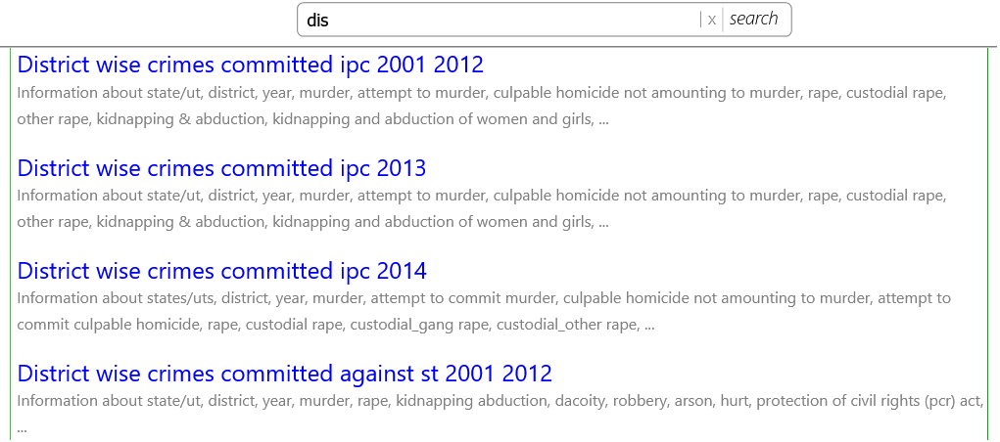 dis | x | search
District wise crimes committed ipc 2001 2012
Information about state/ut, district, year, murder, attempt to murder, culpable homicide not amounting to murder, rape, custodial rape,
other rape, kidnapping & abduction, kidnapping and abduction of women and girls, ...
District wise crimes committed ipc 2013
Information about state/ut, district, year, murder, attempt to murder, culpable homicide not amounting to murder, rape, custodial rape,
other rape, kidnapping & abduction, kidnapping and abduction of women and girls, ...
District wise crimes committed ipc 2014
Information about states/uts, district, year, murder, attempt to commit murder, culpable homicide not amounting to murder, attempt to
commit culpable homicide, rape, custodial rape, custodial_gang rape, custodial_other rape, ...
District wise crimes committed against st 2001 2012
Information about state/ut, district, year, murder, rape, kidnapping abduction, dacoity, robbery, arson, hurt, protection of civil rights (pcr) act,
...